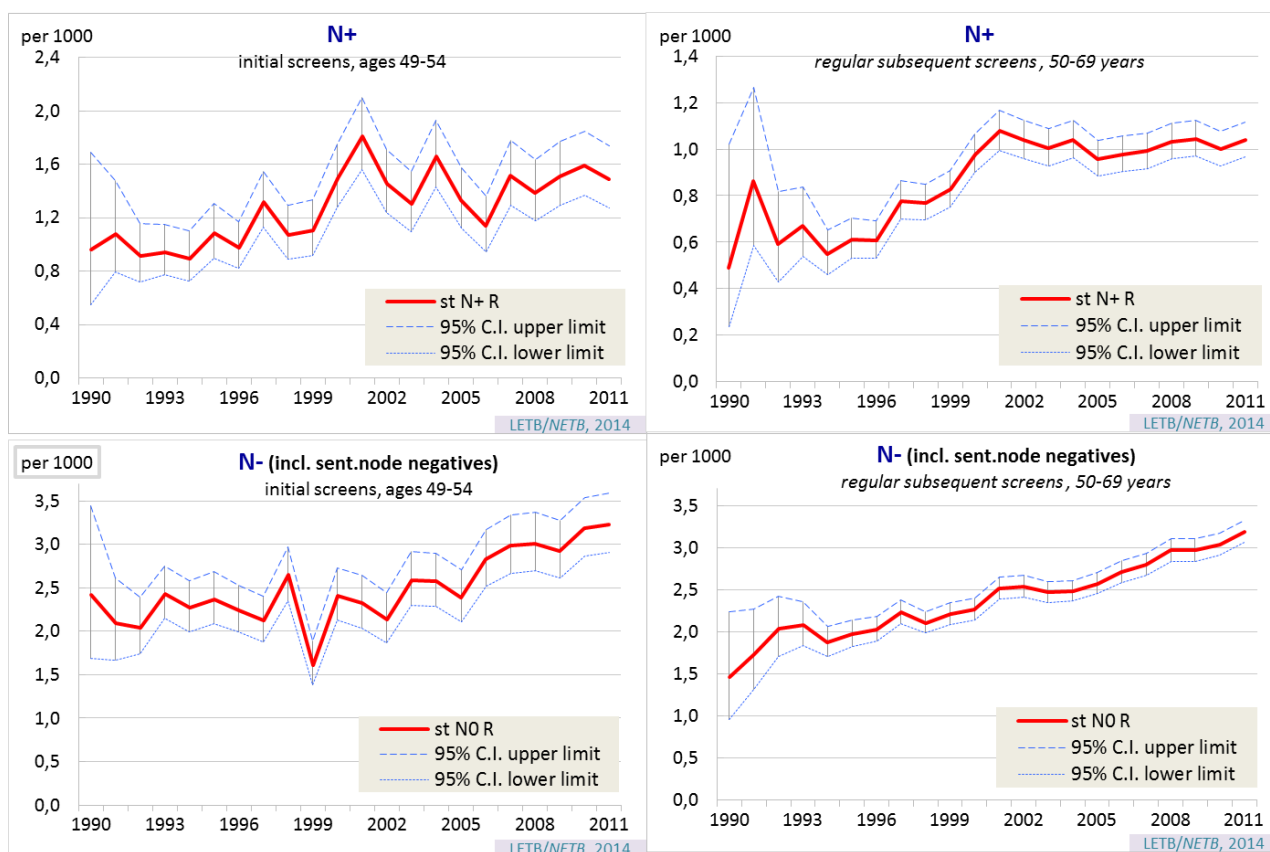 N+
per 1000
initial screens, ages 49-54
2,4
2,0
1,6
1,2
0,8
0,4
0,0
st N+ R
95% C.I. upper limit
95% C.I. lower limit
1990 1993 1996 1999 2002 2005 2008 2011
LETB/NETB, 2014
N+
per 1000
regular subsequent screens , 50-69 years
1,4
1,2
1,0
0,8
0,6
0,4
0,2
0,0
st N+ R
95% C.I. upper limit
95% C.I. lower limit
1990 1993 1996 1999 2002 2005 2008 2011
LETB/NETB, 2014
per 1000
N- (incl. sent.node negatives)
initial screens, ages 49-54
3,5
3,0
2,5
2,0
1,5
1,0
0,5
0,0
st N0 R
95% C.I. upper limit
95% C.I. lower limit
1990 1993 1996 1999 2002 2005 2008 2011
LETB/NETB, 2014
per 1000
N- (incl. sent.node negatives)
regular subsequent screens , 50-69 years
3,5
3,0
2,5
2,0
1,5
1,0
0,5
0,0
st N0 R
95% C.I. upper limit
95% C.I. lower limit
1990 1993 1996 1999 2002 2005 2008 2011
LETB/NETB, 2014